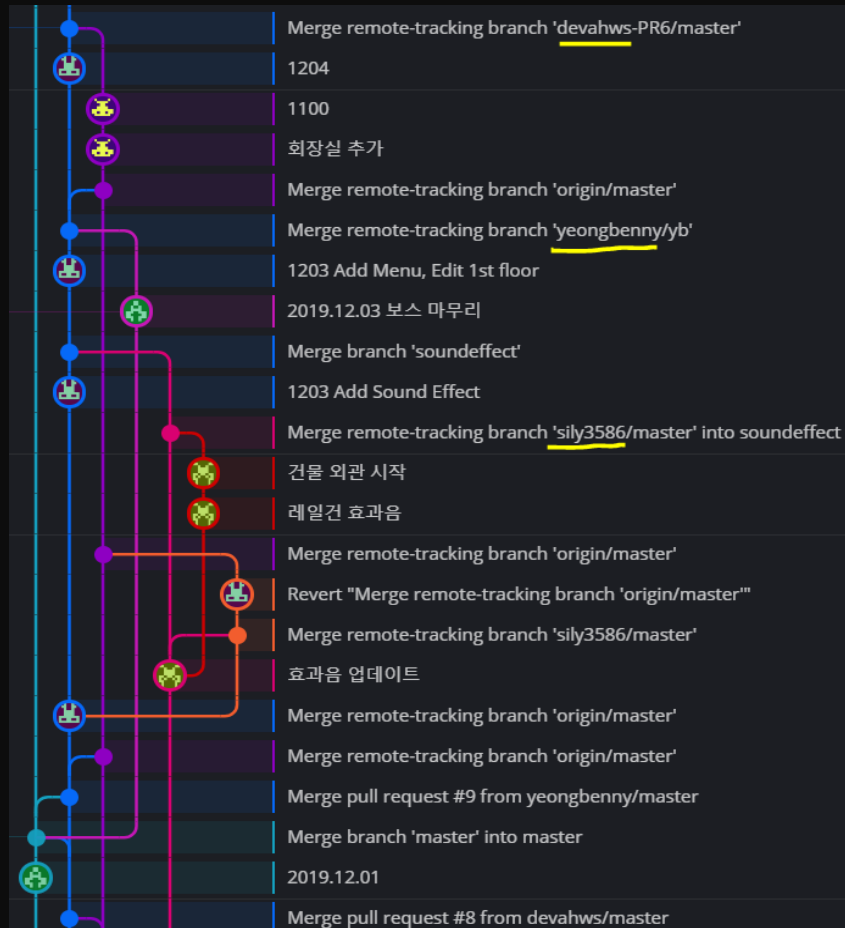 Merge remote-tracking branch 'devahws-PR6/master'
1204
1100
회장실 추가
Merge remote-tracking branch 'origin/master'
Merge remote-tracking branch 'yeongbenny/yb'
1203 Add Menu, Edit 1st floor
2019.12.03 보스 마무리
Merge branch 'soundeffect'
1203 Add Sound Effect
Merge remote-tracking branch 'sily3586/master' into soundeffect
건물 외관 시작
레일건 효과음
Merge remote-tracking branch 'origin/master'
Revert "Merge remote-tracking branch 'origin/master'"
Merge remote-tracking branch 'sily3586/master'
효과음 업데이트
Merge remote-tracking branch 'origin/master'
Merge remote-tracking branch 'origin/master'
Merge pull request #9 from yeongbenny/master
Merge branch 'master' into master
2019.12.01
Merge pull request #8 from devahws/master